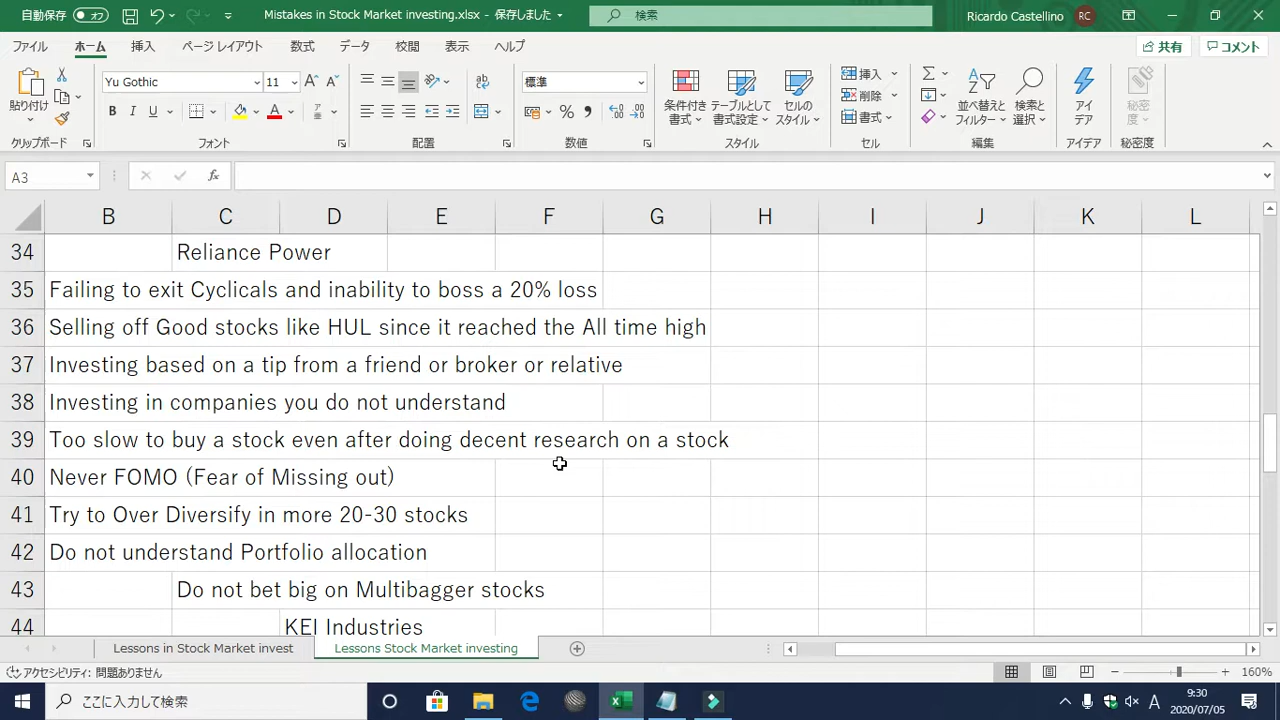 自動保存 オフ Mistakes in Stock Market investing.xlsx - 保存しました 検索 Ricardo Castellino RC
ファイル ホーム 挿入 ページ レイアウト 数式 データ 校閲 表示 ヘルプ 共有 コメント
Yu Gothic 11 標準
貼り付け B I U 条件付き書式 テーブルとして書式設定 セルのスタイル 挿入 削除 書式 並べ替えとフィルター 検索と選択 アイデア 秘密度
クリップボード フォント 配置 数値 スタイル セル 編集 アイデア 秘密度
A3 fx
B C D E F G H I J K L
34 Reliance Power
35 Failing to exit Cyclicals and inability to boss a 20% loss
36 Selling off Good stocks like HUL since it reached the All time high
37 Investing based on a tip from a friend or broker or relative
38 Investing in companies you do not understand
39 Too slow to buy a stock even after doing decent research on a stock
40 Never FOMO (Fear of Missing out)
41 Try to Over Diversify in more 20-30 stocks
42 Do not understand Portfolio allocation
43 Do not bet big on Multibagger stocks
44 KEI Industries
Lessons in Stock Market invest Lessons Stock Market investing
アクセシビリティ: 問題ありません 160%
ここに入力して検索 A 9:30
2020/07/05